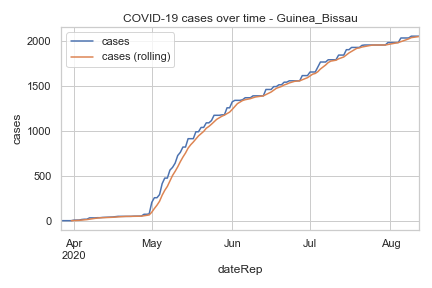 COVID-19 cases over time - Guinea_Bissau
cases
cases (rolling)
2000
1500
1000
500
0
cases
Apr
2020
May
Jun
Jul
Aug
dateRep